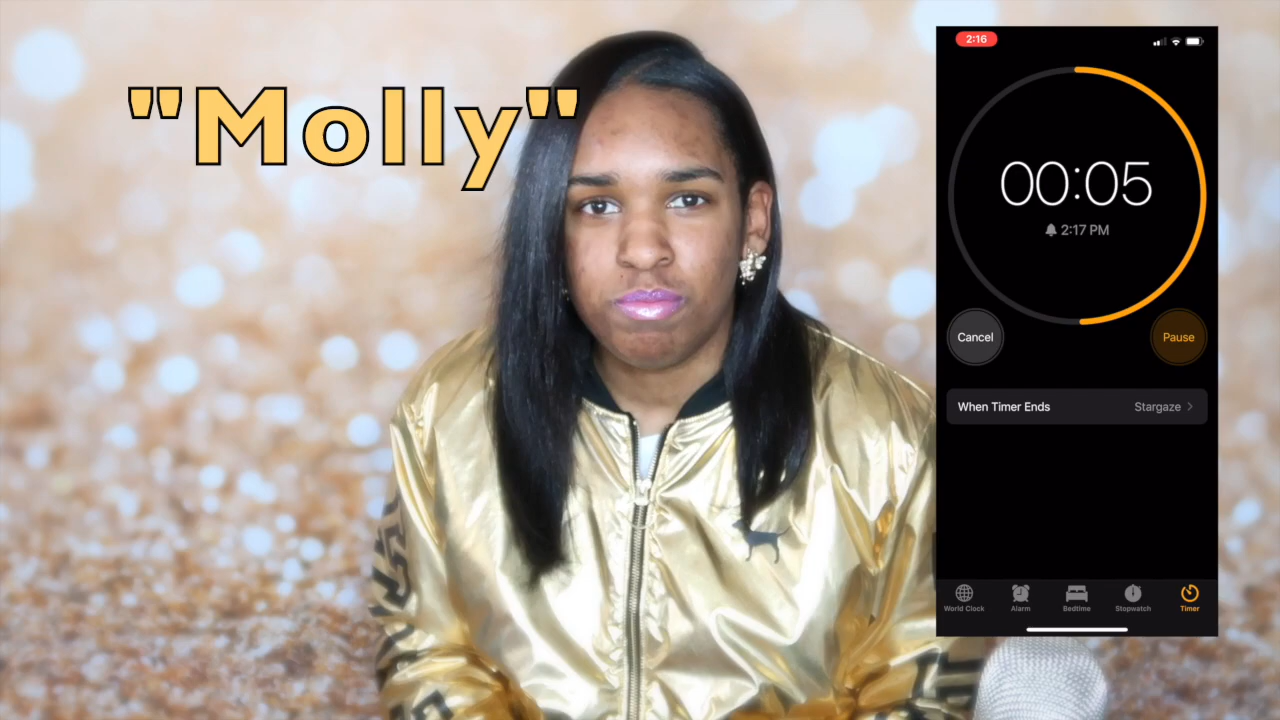 "Molly"
2:16
00:05
2:17 PM
Cancel
Pause
When Timer Ends
Stargaze
World Clock
Alarm
Bedtime
Stopwatch
Timer